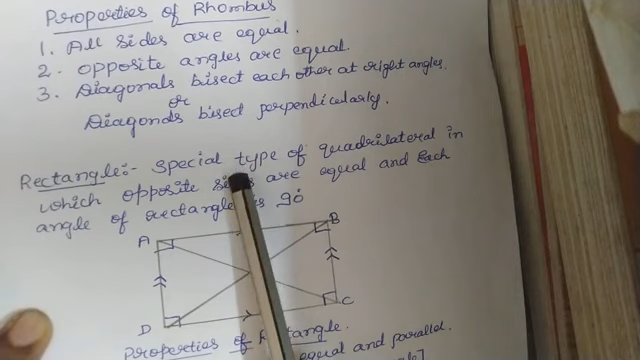 Properties of Rhombus
1. All sides are equal.
2. opposite angles are equal.
3. Diagonals bisect each other at right angles.
or
Diagonals bisect perpendicularly.
Rectangle:- Special type of quadrilateral in
which opposite are equal and Each
angle of rectangle is 90
A B
D C
Properties of Rectangle.
equal and parallel.